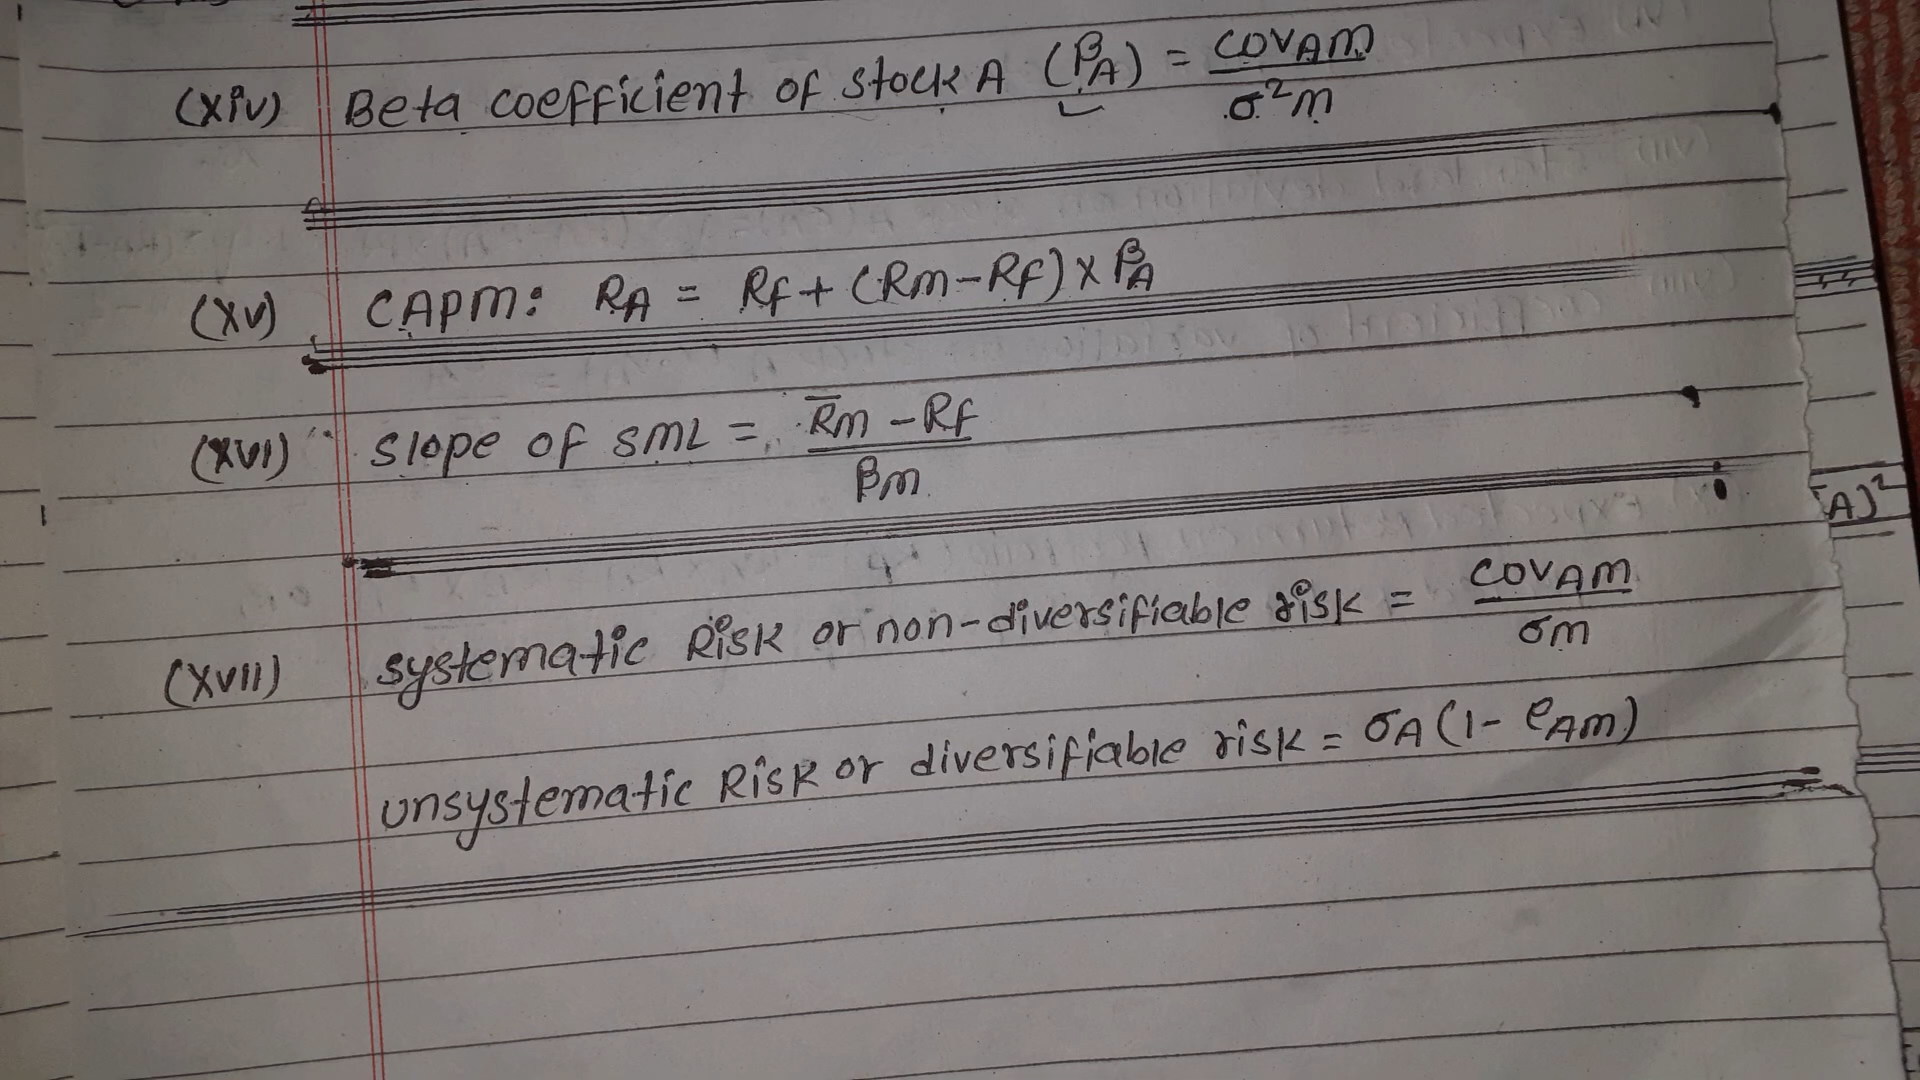 (xiv) Beta coefficient of stock A (βA) = COVAM / σ²m
(xv) CAPM: RA = Rf + (Rm-Rf) x βA
(xvi) slope of SML = R̄m - Rf / βm
A)²
(xvii) systematic Risk or non-diversifiable risk = COVAM / σm
unsystematic Risk or diversifiable risk = σA (1- ρAm)